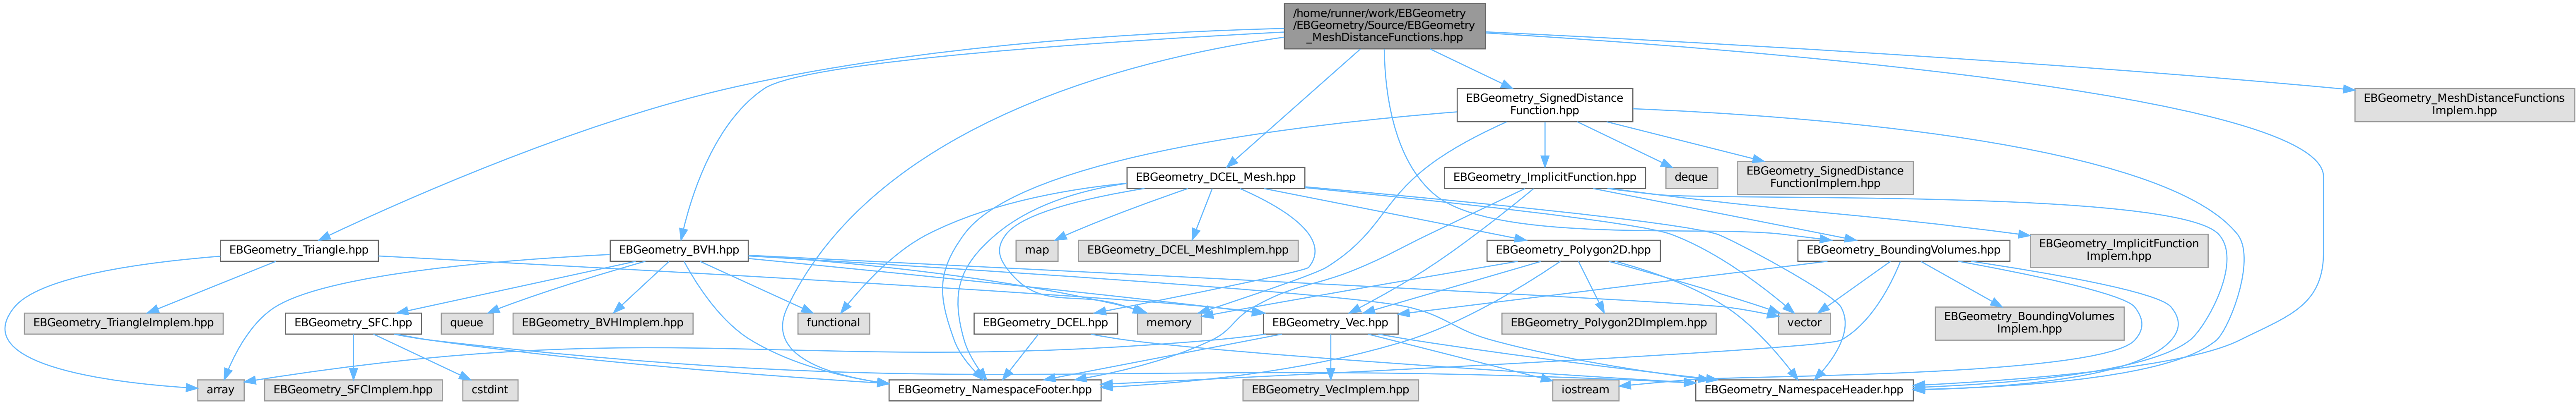 /home/runner/work/EBGeometry
/EBGeometry/Source/EBGeometry
_MeshDistanceFunctions.hpp
EBGeometry_SignedDistance
Function.hpp
EBGeometry_MeshDistanceFunctions
Implem.hpp
EBGeometry_DCEL_Mesh.hpp
EBGeometry_ImplicitFunction.hpp
deque
EBGeometry_SignedDistance
FunctionImplem.hpp
EBGeometry_Triangle.hpp
EBGeometry_BVH.hpp
map
EBGeometry_DCEL_MeshImplem.hpp
EBGeometry_Polygon2D.hpp
EBGeometry_BoundingVolumes.hpp
EBGeometry_ImplicitFunction
Implem.hpp
EBGeometry_TriangleImplem.hpp
EBGeometry_SFC.hpp
queue
EBGeometry_BVHImplem.hpp
functional
EBGeometry_DCEL.hpp
memory
EBGeometry_Vec.hpp
EBGeometry_Polygon2DImplem.hpp
vector
EBGeometry_BoundingVolumes
Implem.hpp
array
EBGeometry_SFCImplem.hpp
cstdint
EBGeometry_NamespaceFooter.hpp
EBGeometry_VecImplem.hpp
iostream
EBGeometry_NamespaceHeader.hpp